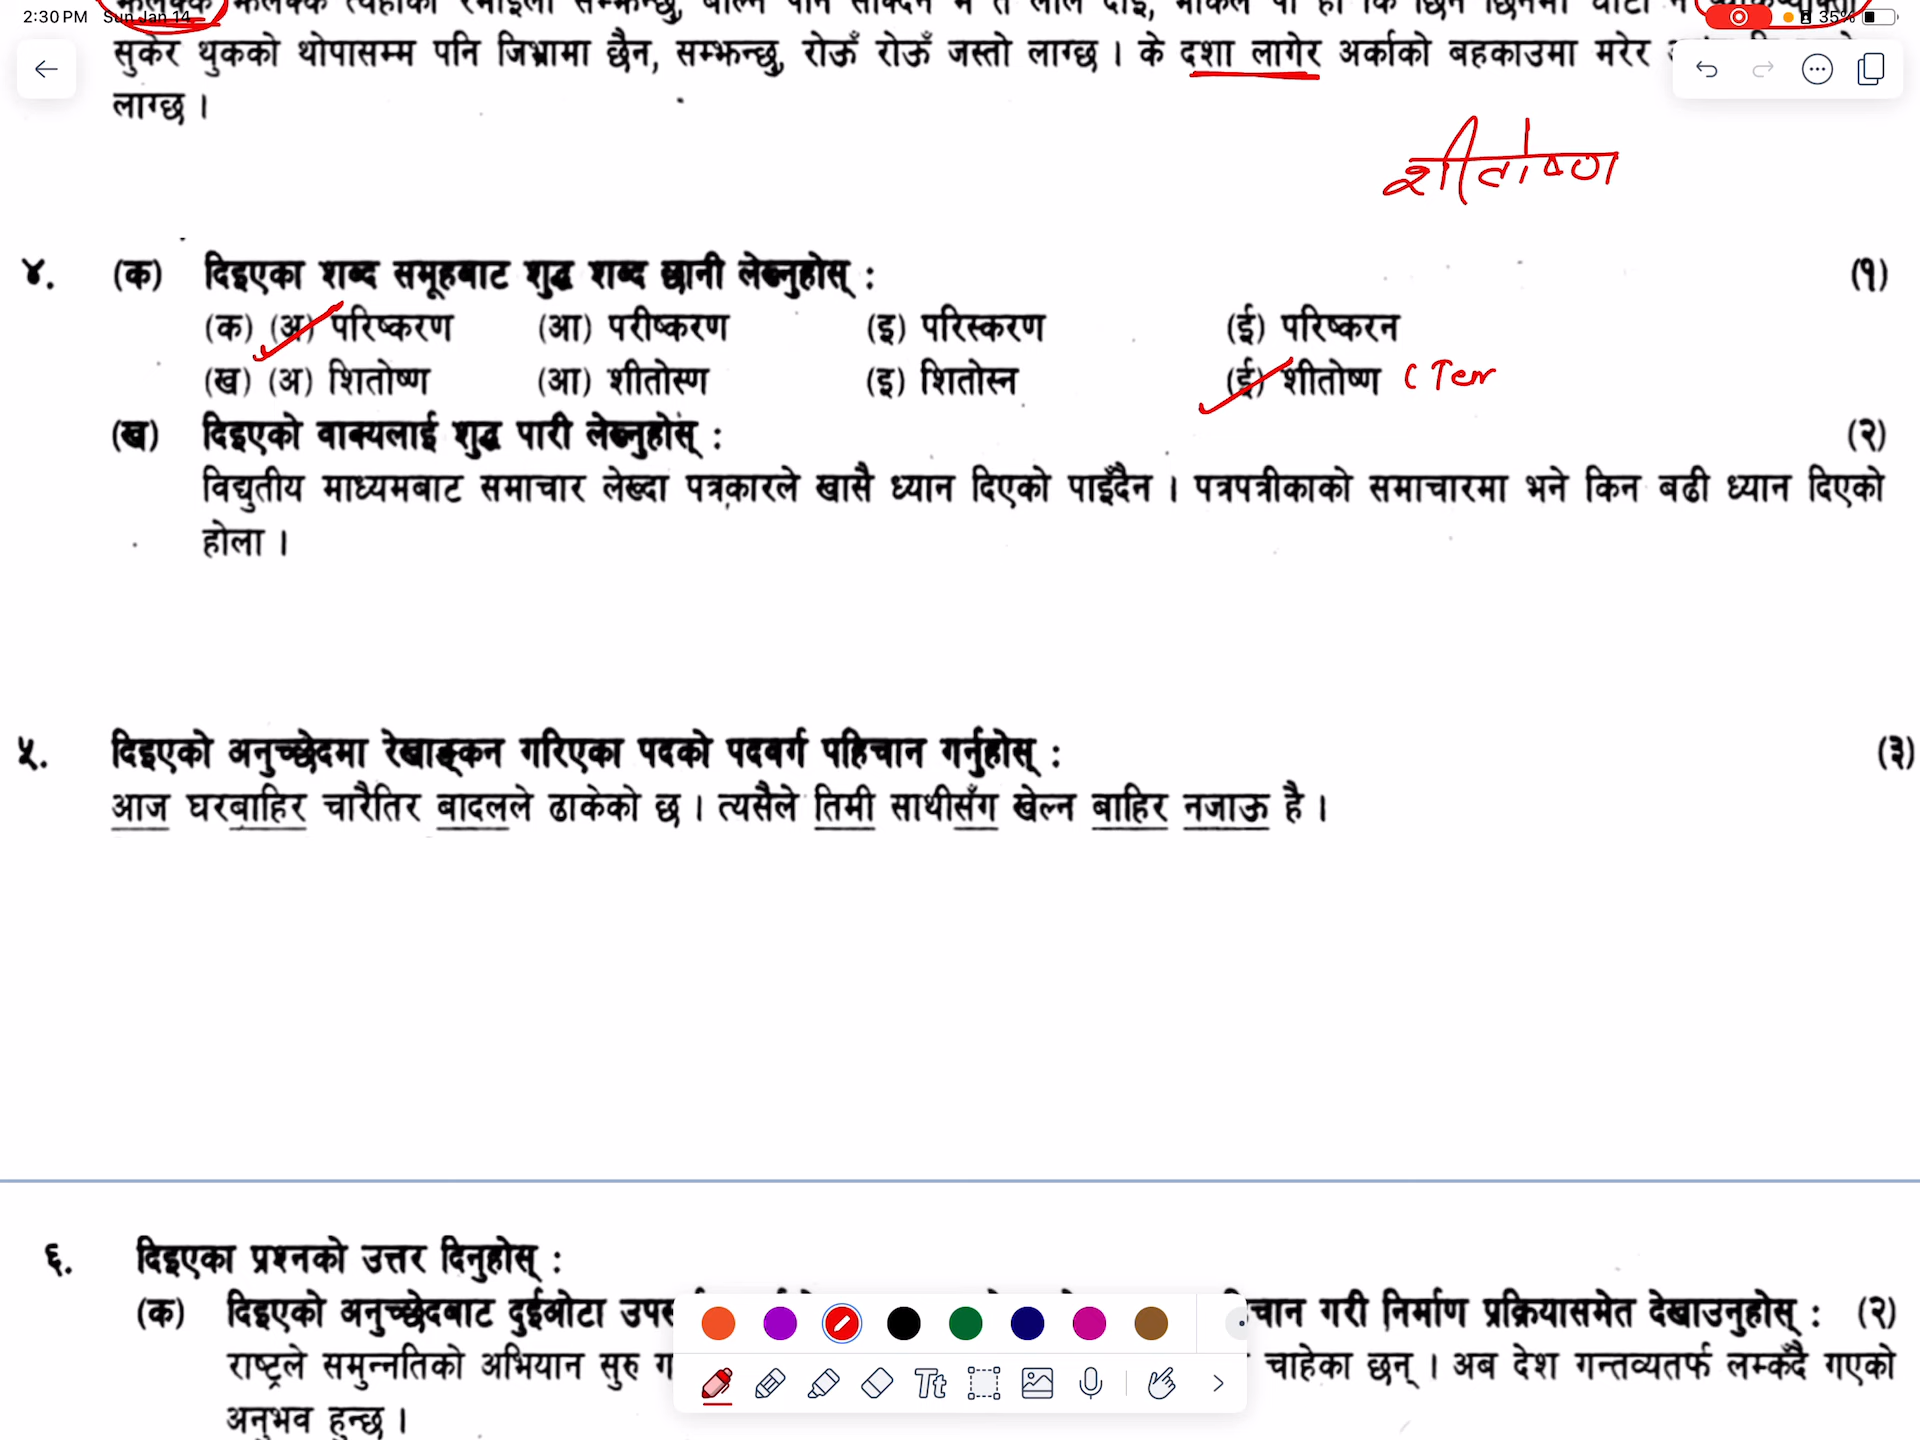 2:30 PM Sun Jan 14
35%
सुकेर थुकको थोपासम्म पनि जिभ्रामा छैन, सम्झन्छु, रोऊँ रोऊँ जस्तो लाग्छ । के दशा लागेर अर्काको बहकाउमा मरेर
लाग्छ ।
शीतोष्ण
४. (क) दिइएका शब्द समूहबाट शुद्ध शब्द छानी लेख्नुहोस् : (१)
(क) (अ) परिष्करण (आ) परीष्करण (इ) परिस्करण (ई) परिष्करन
(ख) (अ) शितोष्ण (आ) शीतोस्ण (इ) शितोस्न (ई) शीतोष्ण ( Tem
(ख) दिइएको वाक्यलाई शुद्ध पारी लेख्नुहोस् : (२)
विद्युतीय माध्यमबाट समाचार लेख्दा पत्रकारले खासै ध्यान दिएको पाइँदैन । पत्रपत्रीकाको समाचारमा भने किन बढी ध्यान दिएको
होला ।
५. दिइएको अनुच्छेदमा रेखाङ्कन गरिएका पदको पदवर्ग पहिचान गर्नुहोस् : (३)
आज घरबाहिर चारैतिर बादलले ढाकेको छ । त्यसैले तिमी साथीसँग खेल्न बाहिर नजाऊ है ।
६. दिइएका प्रश्नको उत्तर दिनुहोस् :
(क) दिइएको अनुच्छेदबाट दुईओटा उपस चान गरी निर्माण प्रक्रियासमेत देखाउनुहोस् : (२)
राष्ट्रले समुन्नतिको अभियान सुरु ग चाहेका छन् । अब देश गन्तव्यतर्फ लम्कँदै गएको
अनुभव हुन्छ ।
Tt